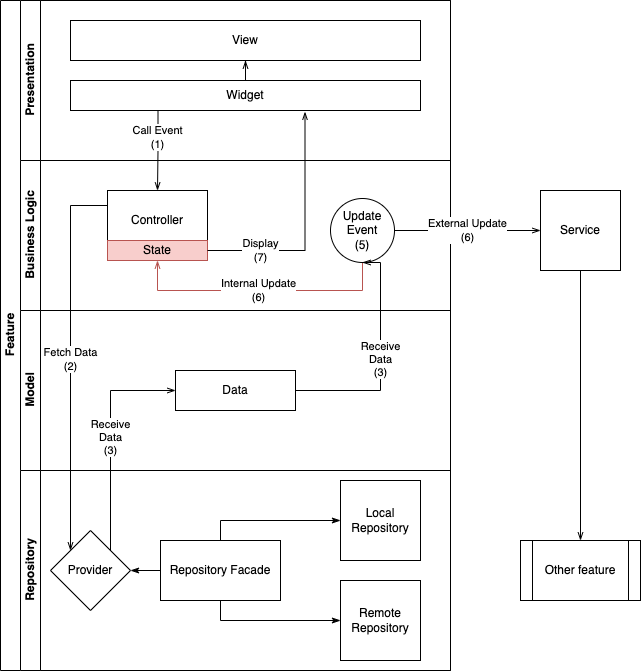 Feature
Presentation
View
Widget
Call Event
(1)
Business Logic
Controller
State
Display
(7)
Update
Event
(5)
External Update
(6)
Service
Internal Update
(6)
Model
Fetch Data
(2)
Receive
Data
(3)
Data
Receive
Data
(3)
Repository
Provider
Repository Facade
Local
Repository
Remote
Repository
Other feature